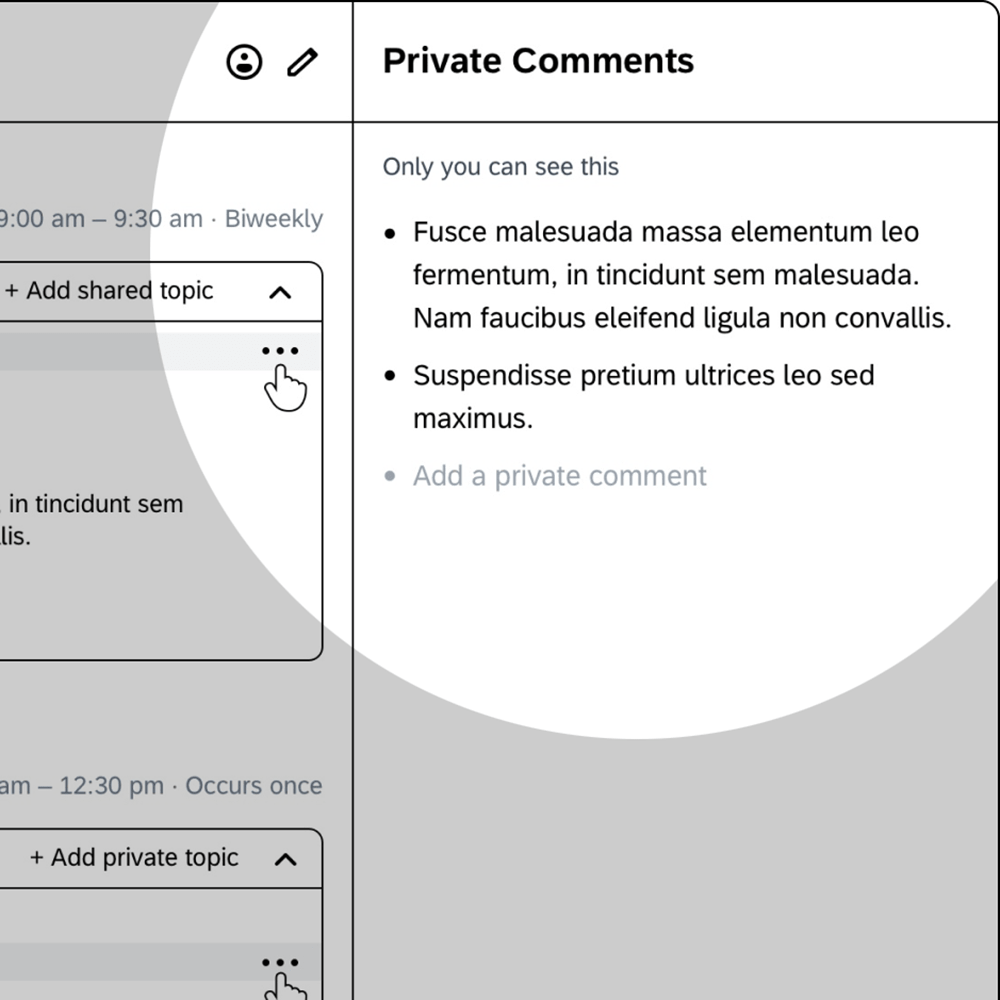 Private Comments
Only you can see this
9:00 am – 9:30 am · Biweekly
+ Add shared topic
• Fusce malesuada massa elementum leo
fermentum, in tincidunt sem malesuada.
Nam faucibus eleifend ligula non convallis.
• Suspendisse pretium ultrices leo sed
maximus.
• Add a private comment
, in tincidunt sem
lis.
am – 12:30 pm · Occurs once
+ Add private topic